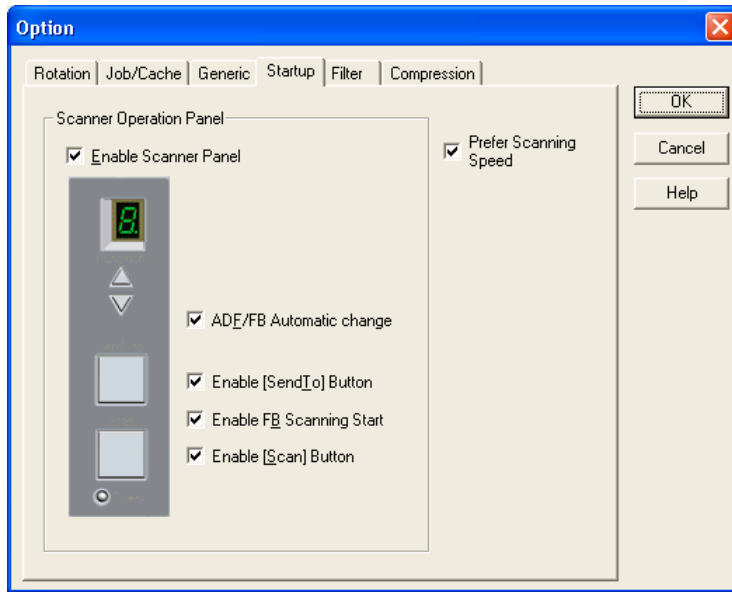 Option
Rotation Job/Cache Generic Startup Filter Compression
OK
Cancel
Help
Scanner Operation Panel
Enable Scanner Panel
Prefer Scanning
Speed
8.
ADF/FB Automatic change
Enable [SendTo] Button
Enable FB Scanning Start
Enable [Scan] Button